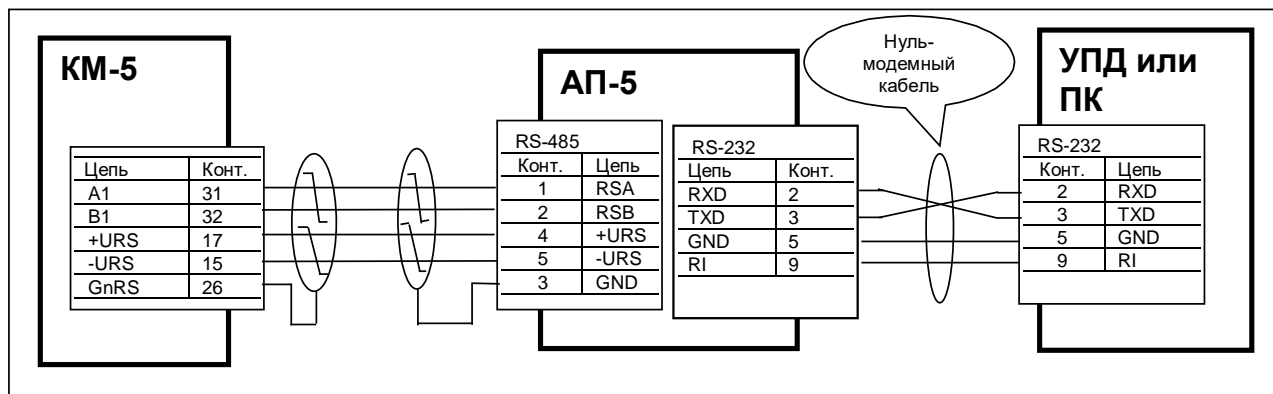 КМ-5
Цепь Конт.
A1 31
B1 32
+URS 17
-URS 15
GnRS 26
АП-5
RS-485
Конт. Цепь
1 RSA
2 RSB
4 +URS
5 -URS
3 GND
RS-232
Цепь Конт.
RXD 2
TXD 3
GND 5
RI 9
Нуль-
модемный
кабель
УПД или
ПК
RS-232
Конт. Цепь
2 RXD
3 TXD
5 GND
9 RI